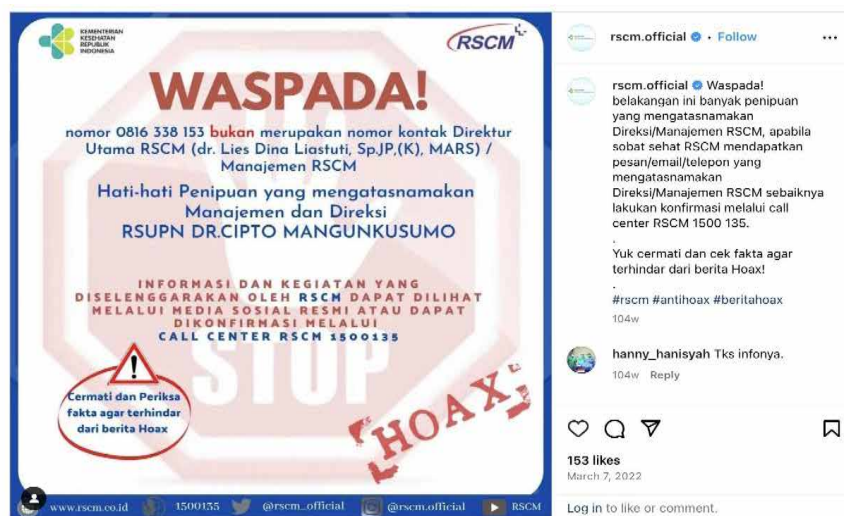 KEMENTERIAN
KESEHATAN
REPUBLIK
INDONESIA
RSCM
WASPADA!
nomor 0816 338 153 bukan merupakan nomor kontak Direktur
Utama RSCM (dr. Lies Dina Liastuti, Sp.JP,(K), MARS) /
Manajemen RSCM
Hati-hati Penipuan yang mengatasnamakan
Manajemen dan Direksi
RSUPN DR.CIPTO MANGUNKUSUMO
INFORMASI DAN KEGIATAN YANG
DISELENGGARAKAN OLEH RSCM DAPAT DILIHAT
MELALUI MEDIA SOSIAL RESMI ATAU DAPAT
DIKONFIRMASI MELALUI
CALL CENTER RSCM 1500135
STOP
!
Cermati dan Periksa
fakta agar terhindar
dari berita Hoax
HOAX
www.rscm.co.id 1500135 @rscm_official @rscm.official RSCM
rscm.official • Follow
rscm.official Waspada!
belakangan ini banyak penipuan
yang mengatasnamakan
Direksi/Manajemen RSCM, apabila
sobat sehat RSCM mendapatkan
pesan/email/telepon yang
mengatasnamakan
Direksi/Manajemen RSCM sebaiknya
lakukan konfirmasi melalui call
center RSCM 1500 135.
.
Yuk cermati dan cek fakta agar
terhindar dari berita Hoax!
.
#rscm #antihoax #beritahoax
104w
hanny_hanisyah Tks infonya.
104w Reply
153 likes
March 7, 2022
Log in to like or comment.